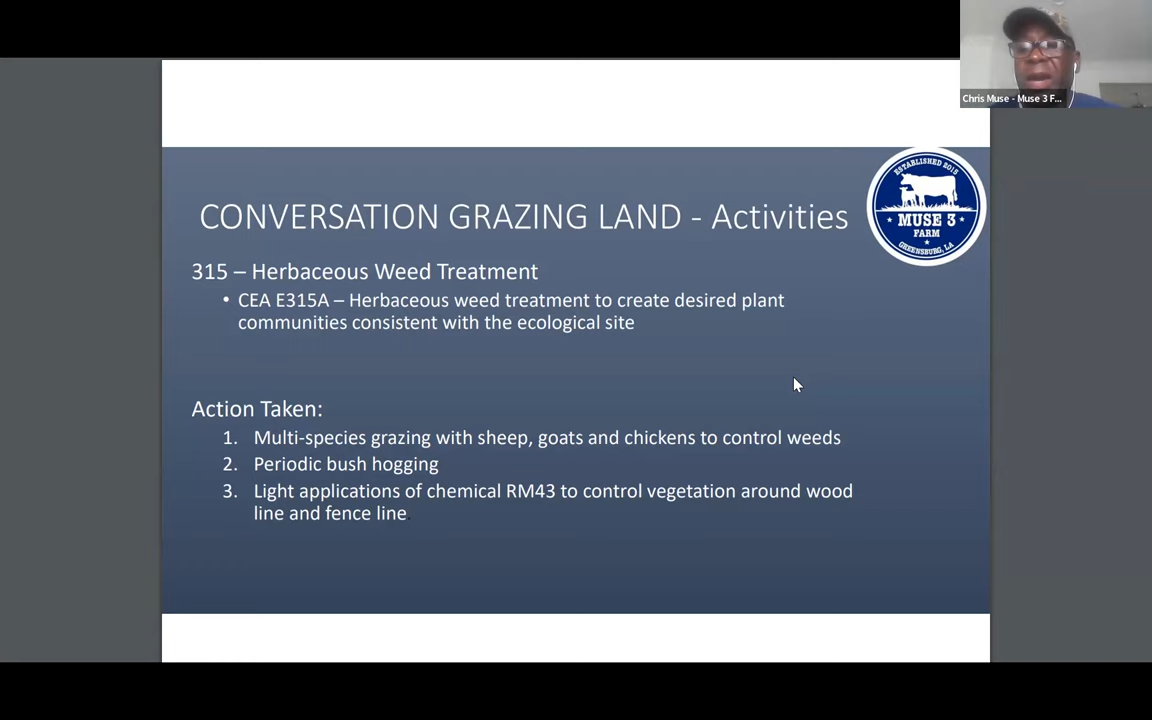 Chris Muse - Muse 3 F...
ESTABLISHED 2015
MUSE 3
FARM
GREENSBURG, LA
CONVERSATION GRAZING LAND - Activities
315 – Herbaceous Weed Treatment
• CEA E315A – Herbaceous weed treatment to create desired plant
communities consistent with the ecological site
Action Taken:
1. Multi-species grazing with sheep, goats and chickens to control weeds
2. Periodic bush hogging
3. Light applications of chemical RM43 to control vegetation around wood
line and fence line.